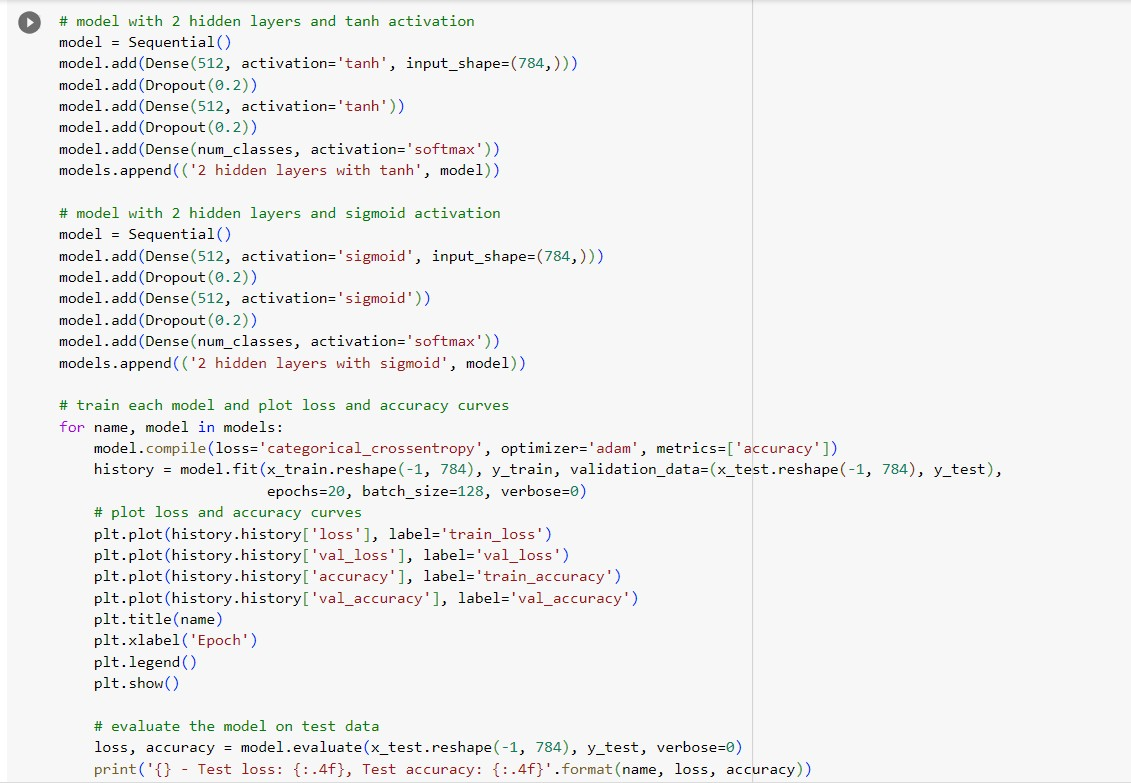 # model with 2 hidden layers and tanh activation
model = Sequential()
model.add(Dense(512, activation='tanh', input_shape=(784,)))
model.add(Dropout(0.2))
model.add(Dense(512, activation='tanh'))
model.add(Dropout(0.2))
model.add(Dense(num_classes, activation='softmax'))
models.append(('2 hidden layers with tanh', model))

# model with 2 hidden layers and sigmoid activation
model = Sequential()
model.add(Dense(512, activation='sigmoid', input_shape=(784,)))
model.add(Dropout(0.2))
model.add(Dense(512, activation='sigmoid'))
model.add(Dropout(0.2))
model.add(Dense(num_classes, activation='softmax'))
models.append(('2 hidden layers with sigmoid', model))

# train each model and plot loss and accuracy curves
for name, model in models:
    model.compile(loss='categorical_crossentropy', optimizer='adam', metrics=['accuracy'])
    history = model.fit(x_train.reshape(-1, 784), y_train, validation_data=(x_test.reshape(-1, 784), y_test),
                        epochs=20, batch_size=128, verbose=0)
    # plot loss and accuracy curves
    plt.plot(history.history['loss'], label='train_loss')
    plt.plot(history.history['val_loss'], label='val_loss')
    plt.plot(history.history['accuracy'], label='train_accuracy')
    plt.plot(history.history['val_accuracy'], label='val_accuracy')
    plt.title(name)
    plt.xlabel('Epoch')
    plt.legend()
    plt.show()

    # evaluate the model on test data
    loss, accuracy = model.evaluate(x_test.reshape(-1, 784), y_test, verbose=0)
    print('{} - Test loss: {:.4f}, Test accuracy: {:.4f}'.format(name, loss, accuracy))